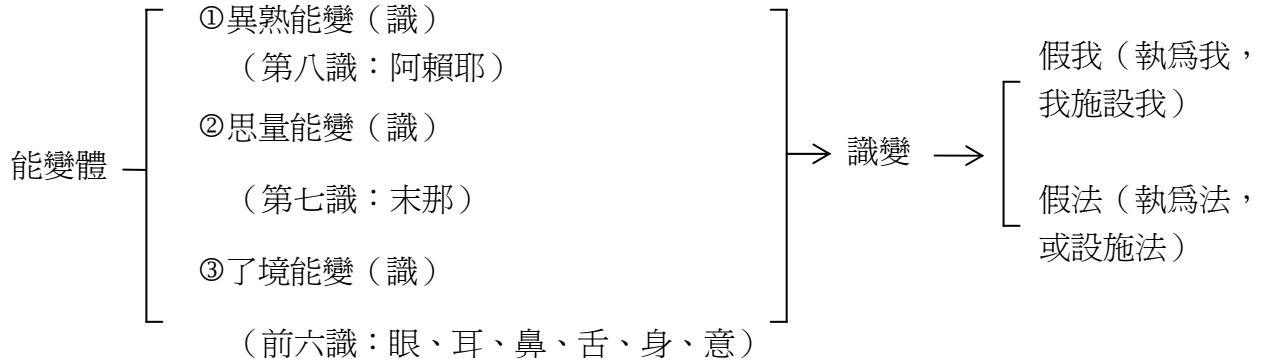 能變體
①異熟能變（識）
（第八識：阿賴耶）
②思量能變（識）
（第七識：末那）
③了境能變（識）
（前六識：眼、耳、鼻、舌、身、意）
識變
假我（執爲我，
我施設我）
假法（執爲法，
或設施法）